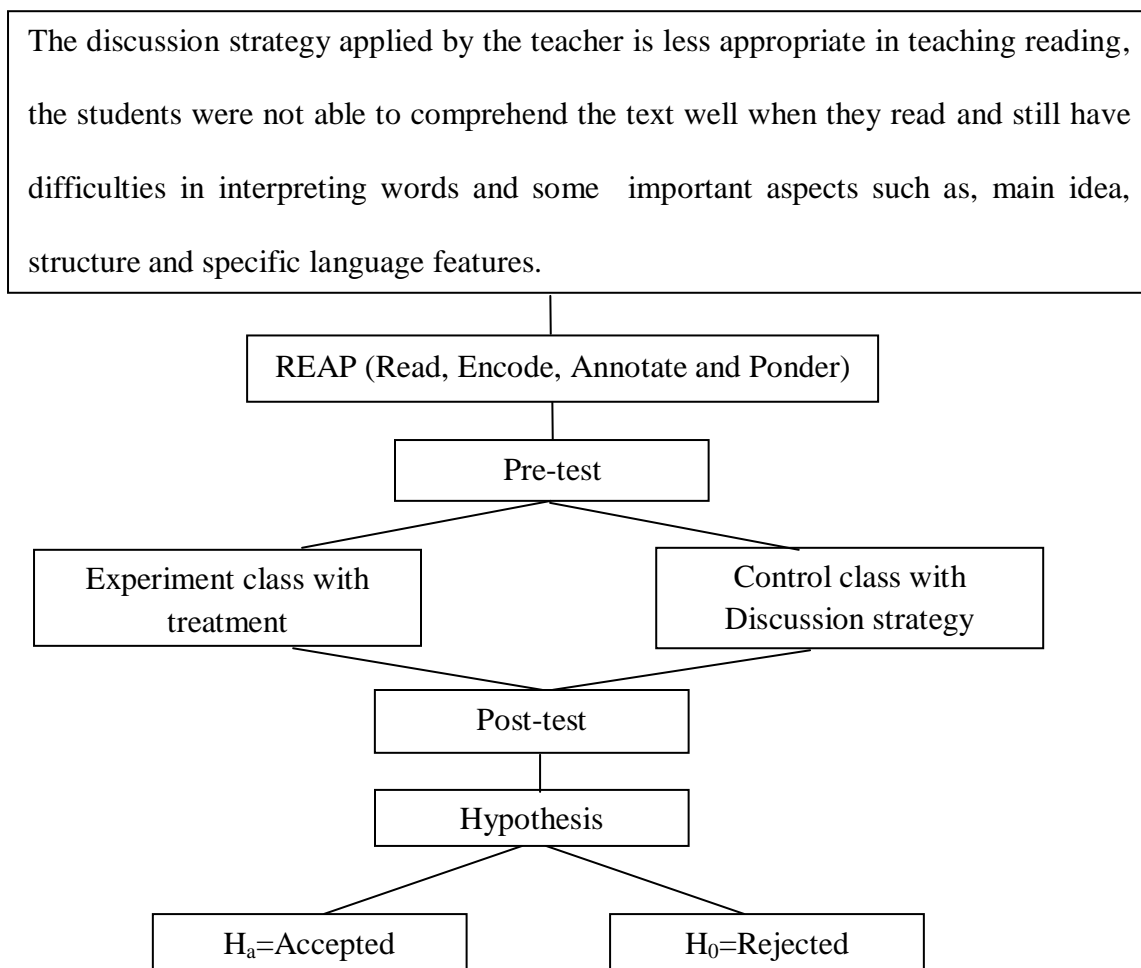 The discussion strategy applied by the teacher is less appropriate in teaching reading,
the students were not able to comprehend the text well when they read and still have
difficulties in interpreting words and some important aspects such as, main idea,
structure and specific language features.
REAP (Read, Encode, Annotate and Ponder)
Pre-test
Experiment class with
treatment
Control class with
Discussion strategy
Post-test
Hypothesis
Hₐ=Accepted
H₀=Rejected